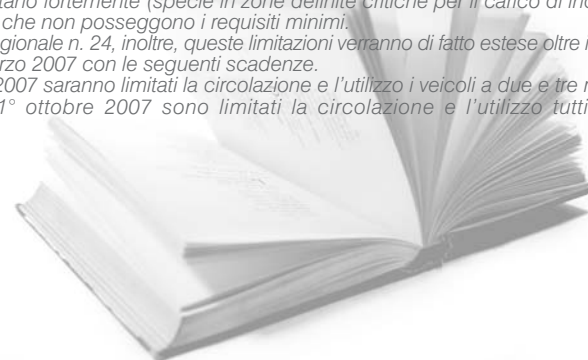 tano fortemente (specie in zone definite critiche per il carico di
che non posseggono i requisiti minimi.
gionale n. 24, inoltre, queste limitazioni verranno di fatto estese oltre
rzo 2007 con le seguenti scadenze.
2007 saranno limitati la circolazione e l’utilizzo i veicoli a due e tre
1° ottobre 2007 sono limitati la circolazione e l’utilizzo tutti